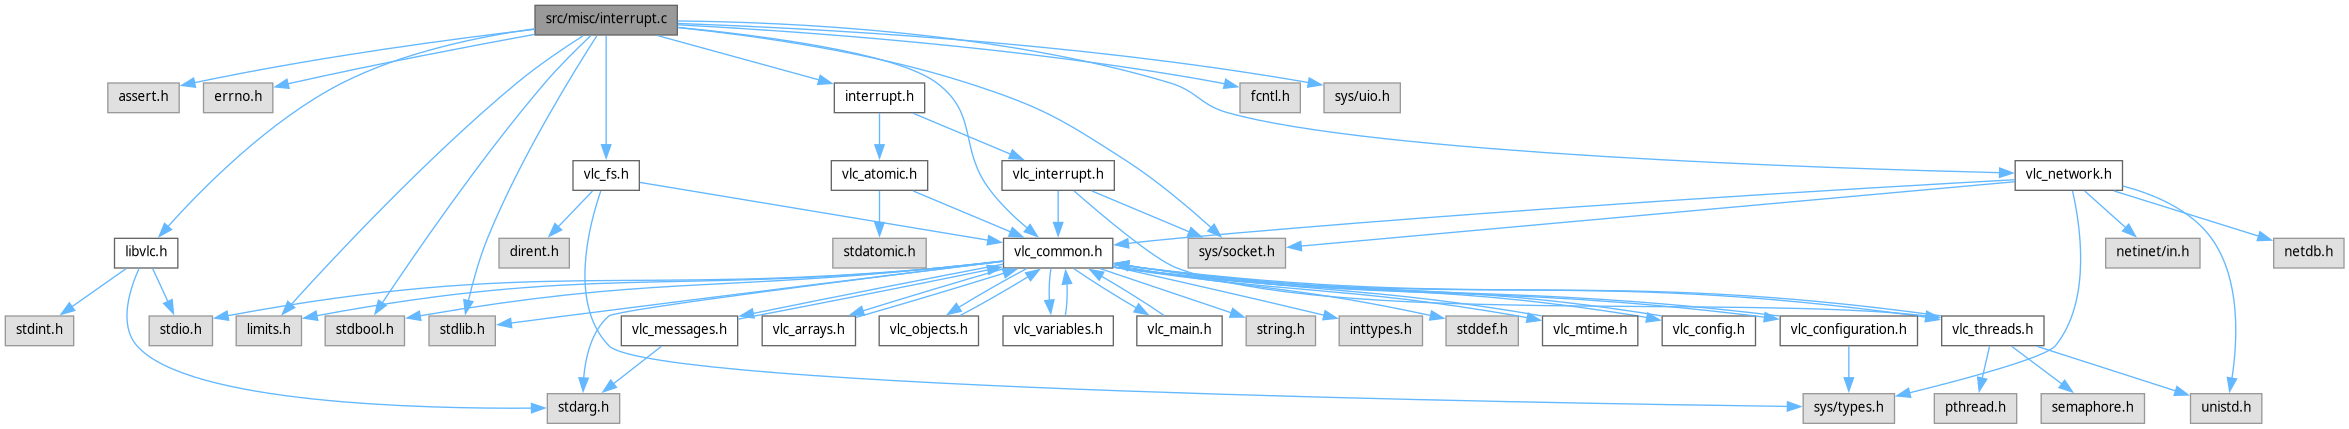 src/misc/interrupt.c
assert.h
errno.h
interrupt.h
fcntl.h
sys/uio.h
vlc_fs.h
vlc_atomic.h
vlc_interrupt.h
vlc_network.h
libvlc.h
dirent.h
stdatomic.h
vlc_common.h
sys/socket.h
netinet/in.h
netdb.h
stdint.h
stdio.h
limits.h
stdbool.h
stdlib.h
vlc_messages.h
vlc_arrays.h
vlc_objects.h
vlc_variables.h
vlc_main.h
string.h
inttypes.h
stddef.h
vlc_mtime.h
vlc_config.h
vlc_configuration.h
vlc_threads.h
stdarg.h
sys/types.h
pthread.h
semaphore.h
unistd.h